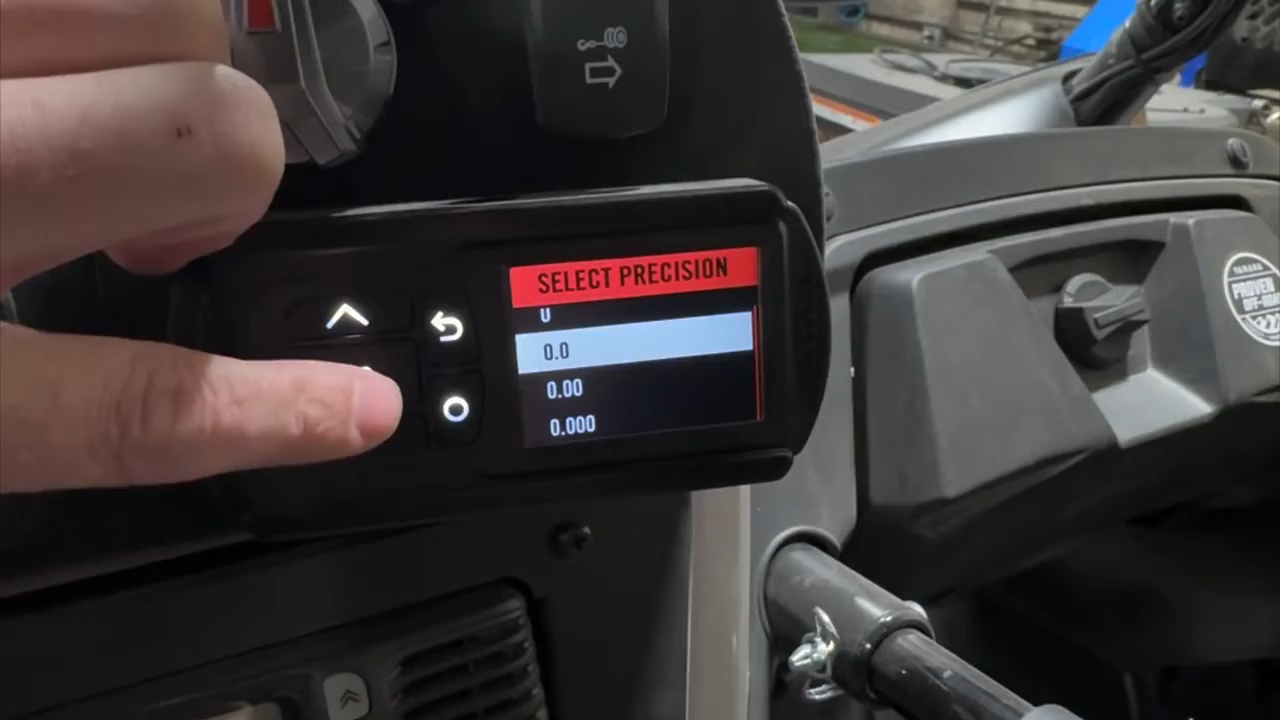 SELECT PRECISION
0
0.0
0.00
0.000
YAMAHA
PROVEN
OFF-ROAD